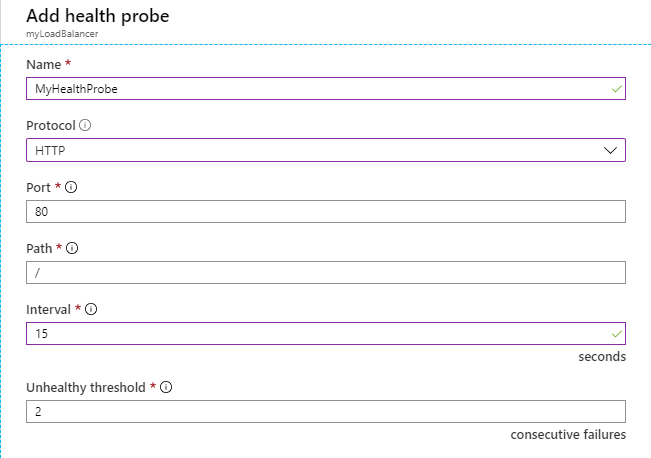 Add health probe
myLoadBalancer
Name *
MyHealthProbe
Protocol
HTTP
Port *
80
Path *
/
Interval *
15
seconds
Unhealthy threshold *
2
consecutive failures